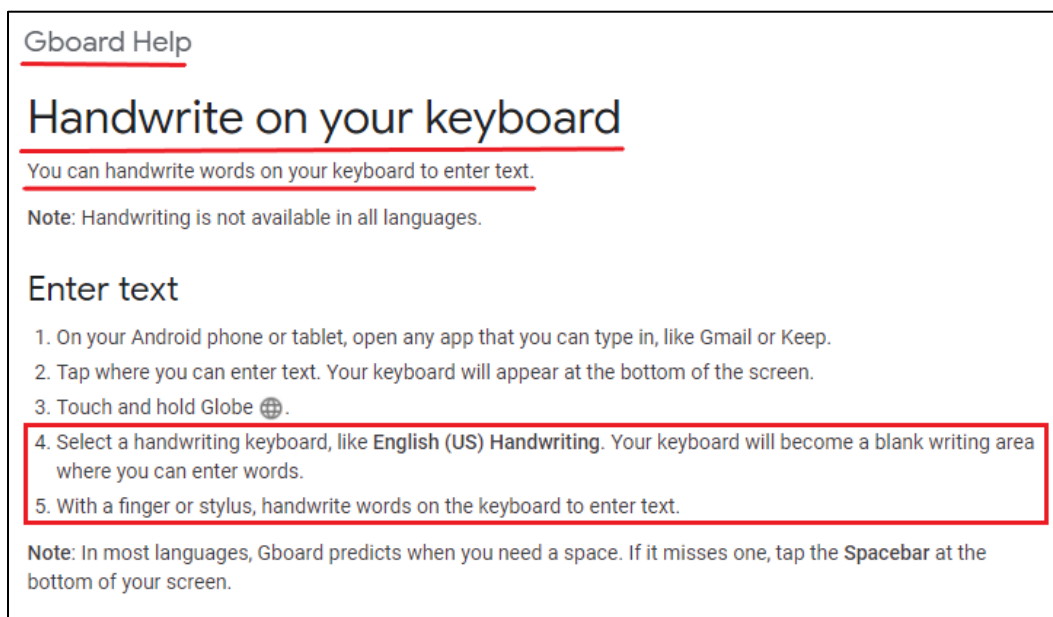 Gboard Help
Handwrite on your keyboard
You can handwrite words on your keyboard to enter text.
Note: Handwriting is not available in all languages.
Enter text
1. On your Android phone or tablet, open any app that you can type in, like Gmail or Keep.
2. Tap where you can enter text. Your keyboard will appear at the bottom of the screen.
3. Touch and hold Globe .
4. Select a handwriting keyboard, like English (US) Handwriting. Your keyboard will become a blank writing area
where you can enter words.
5. With a finger or stylus, handwrite words on the keyboard to enter text.
Note: In most languages, Gboard predicts when you need a space. If it misses one, tap the Spacebar at the
bottom of your screen.